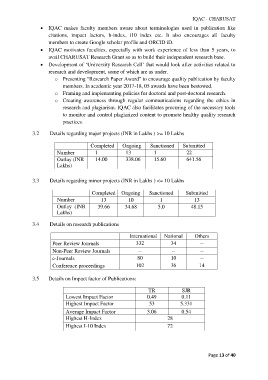 IQAC - CHARUSAT
• IQAC makes faculty members aware about terminologies used in publication like
citations, impact factors, h-index, i10 index etc. It also encourages all faculty
members to create Google scholar profile and ORCID iD.
• IQAC motivates faculties, especially with work experience of less than 5 years, to
avail CHARUSAT Research Grant so as to build their independent research base.
• Development of "University Research Cell" that would look after activities related to
research and development, some of which are as under.
o Presenting "Research Paper Award" to encourage quality publication by faculty
members. In academic year 2017-18, 05 awards have been bestowed.
o Framing and implementing policies for doctoral and post-doctoral research.
o Creating awareness through regular communications regarding the ethics in
research and plagiarism. IQAC also facilitates procuring of the necessary tools
to monitor and control plagiarized content to promote healthy quality research
practices
3.2 Details regarding major projects (INR in Lakhs) >= 10 Lakhs
Completed Ongoing Sanctioned Submitted
Number 1 13 1 22
Outlay (INR Lakhs) 14.00 338.06 15.60 641.56
3.3 Details regarding minor projects (INR in Lakhs) <= 10 Lakhs
Completed Ongoing Sanctioned Submitted
Number 13 10 1 13
Outlay (INR Lakhs) 39.66 34.68 5.0 48.15
3.4 Details on research publications
International National Others
Peer Review Journals 332 34 --
Non-Peer Review Journals -- -- --
e-Journals 80 10 --
Conference proceedings 102 36 14
3.5 Details on Impact factor of Publications:
TR SJR
Lowest Impact Factor 0.49 0.11
Highest Impact Factor 53 5.331
Average Impact Factor 3.06 0.54
Highest H-Index 28
Highest I-10 Index 72
Page 13 of 40